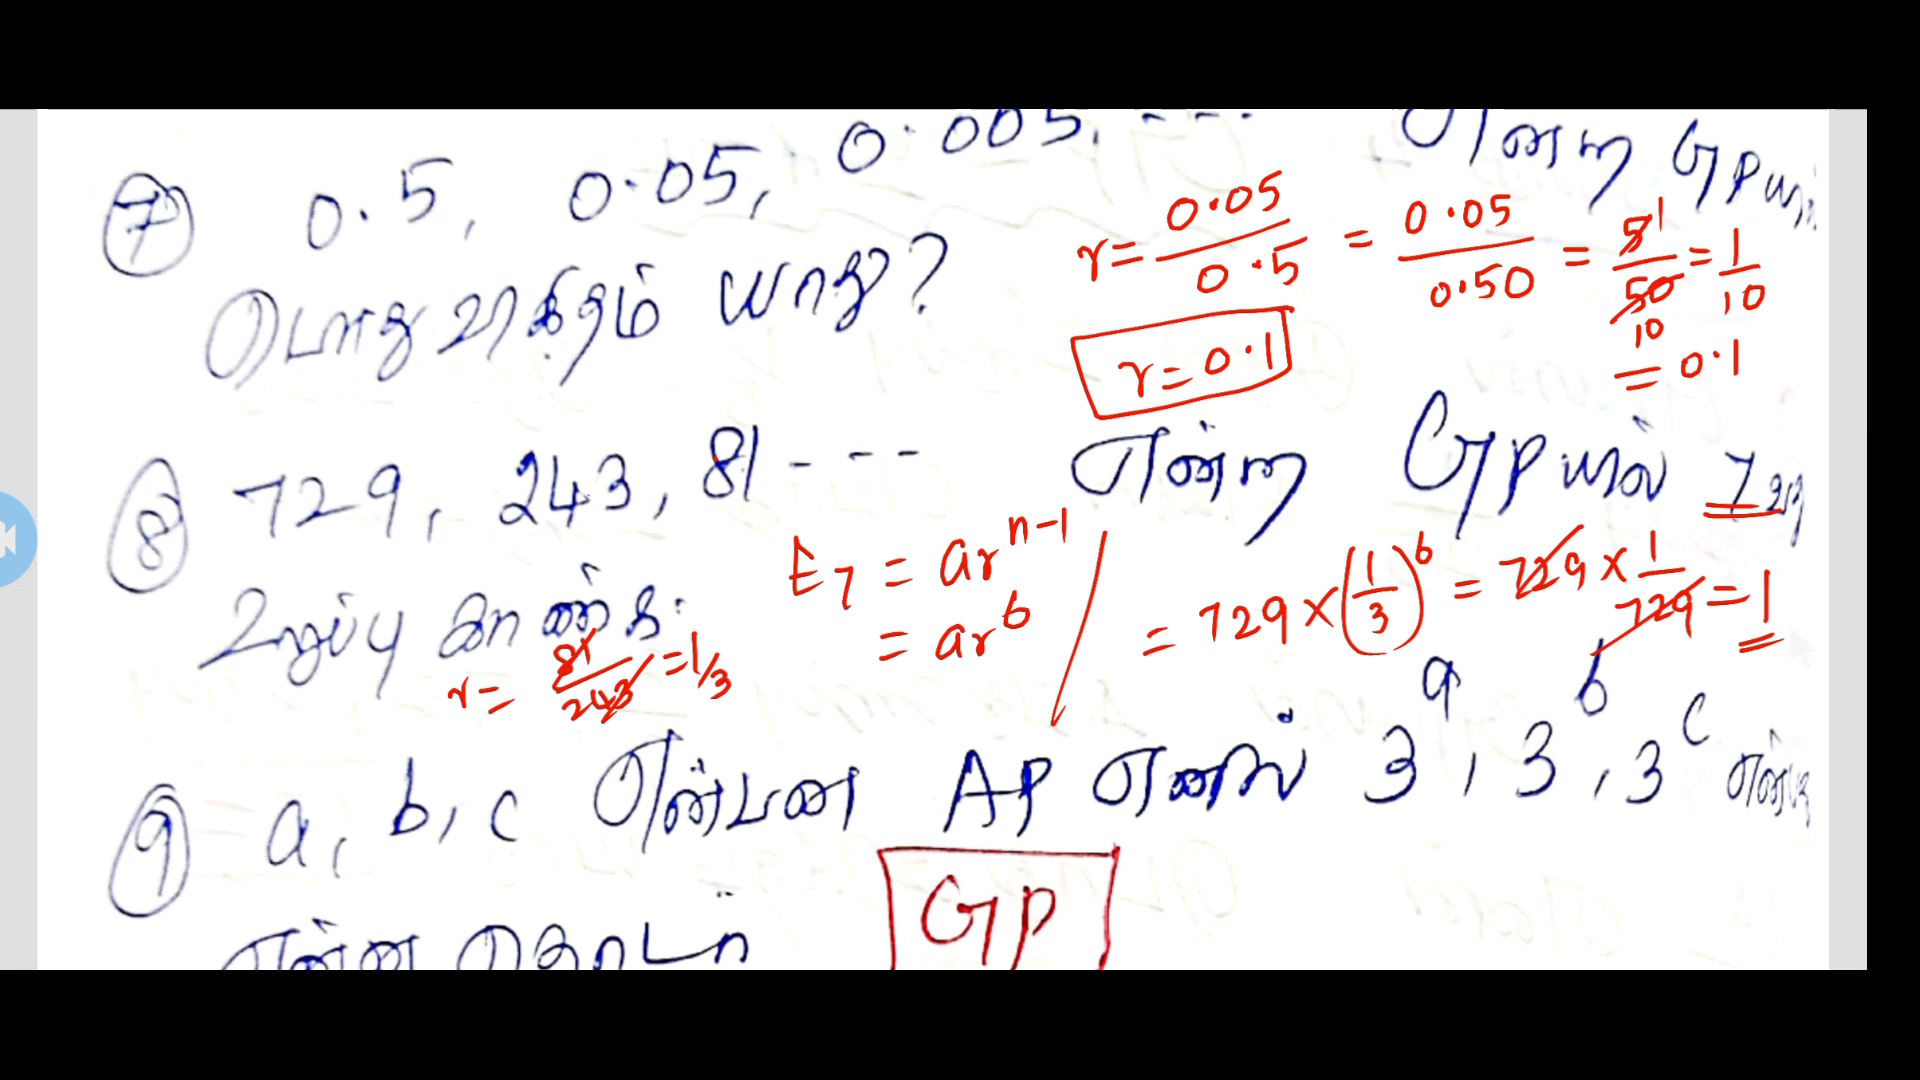 ⑦ 0.5, 0.05, 0.005, --- என்ற GPயின்
பொது விகிதம் யாது?
r = 0.05/0.5 = 0.05/0.50 = 5/50 = 1/10
= 0.1
r = 0.1
⑧ 729, 243, 81 --- என்ற GP யில் 7வது
உறுப்பு காண்க.
r = 81/243 = 1/3
t₇ = ar^(n-1)
= ar^6
= 729 × (1/3)^6 = 729 × 1/729 = 1
⑨ a, b, c என்பன AP எனில் 3^a, 3^b, 3^c
என்ன தொடர்
GP